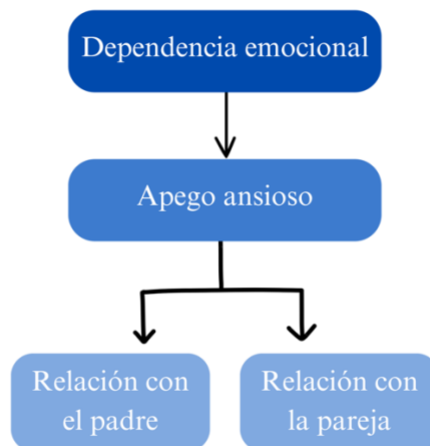 Dependencia emocional
Apego ansioso
Relación con
el padre
Relación con
la pareja